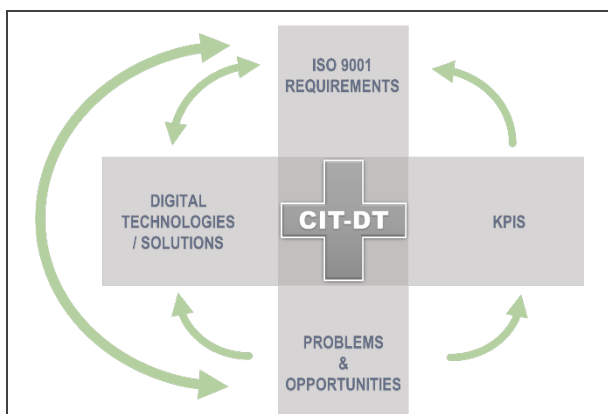 ISO 9001
REQUIREMENTS
DIGITAL
TECHNOLOGIES
/ SOLUTIONS
CIT-DT
KPIS
PROBLEMS
&
OPPORTUNITIES